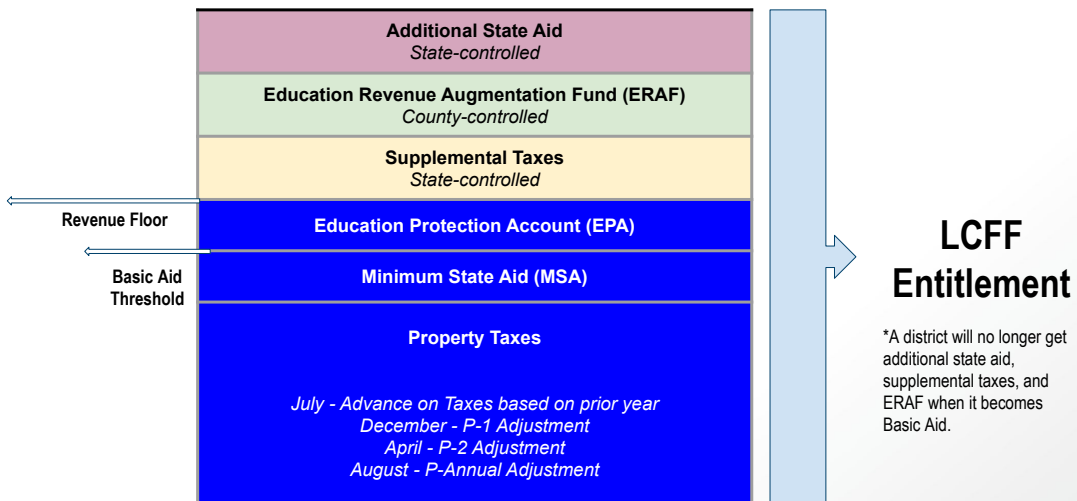 Additional State Aid
State-controlled
Education Revenue Augmentation Fund (ERAF)
County-controlled
Supplemental Taxes
State-controlled
Revenue Floor
Education Protection Account (EPA)
Basic Aid
Threshold
Minimum State Aid (MSA)
Property Taxes
July - Advance on Taxes based on prior year
December - P-1 Adjustment
April - P-2 Adjustment
August - P-Annual Adjustment
LCFF
Entitlement
*A district will no longer get
additional state aid,
supplemental taxes, and
ERAF when it becomes
Basic Aid.